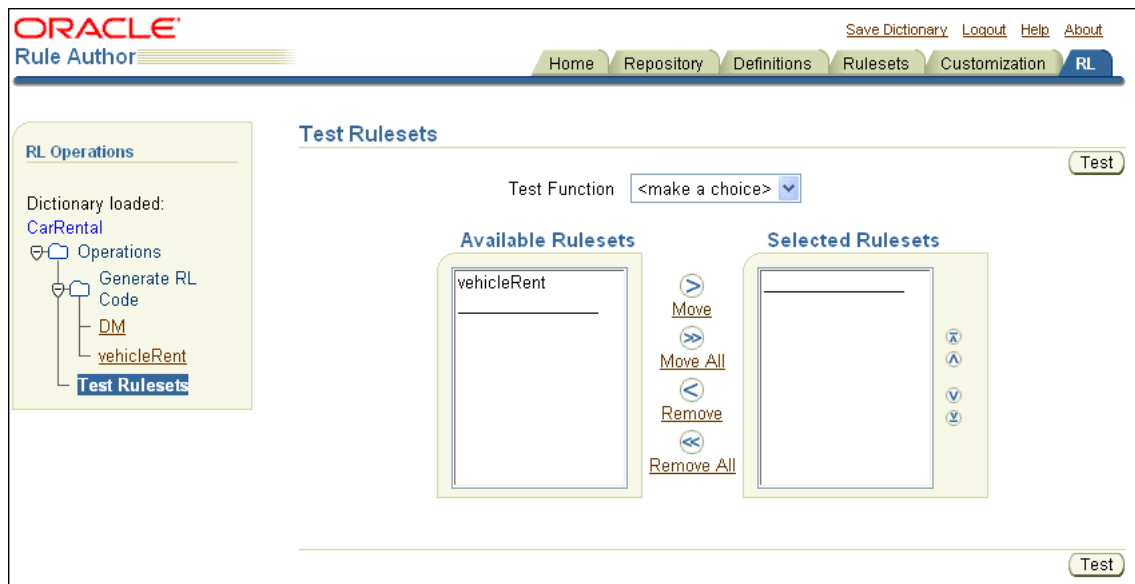 ORACLE
Rule Author
Save Dictionary Logout Help About
Home Repository Definitions Rulesets Customization RL
RL Operations
Dictionary loaded:
CarRental
Operations
Generate RL
Code
DM
vehicleRent
Test Rulesets
Test Rulesets
Test
Test Function <make a choice>
Available Rulesets
vehicleRent
Move
Move All
Remove
Remove All
Selected Rulesets
Test